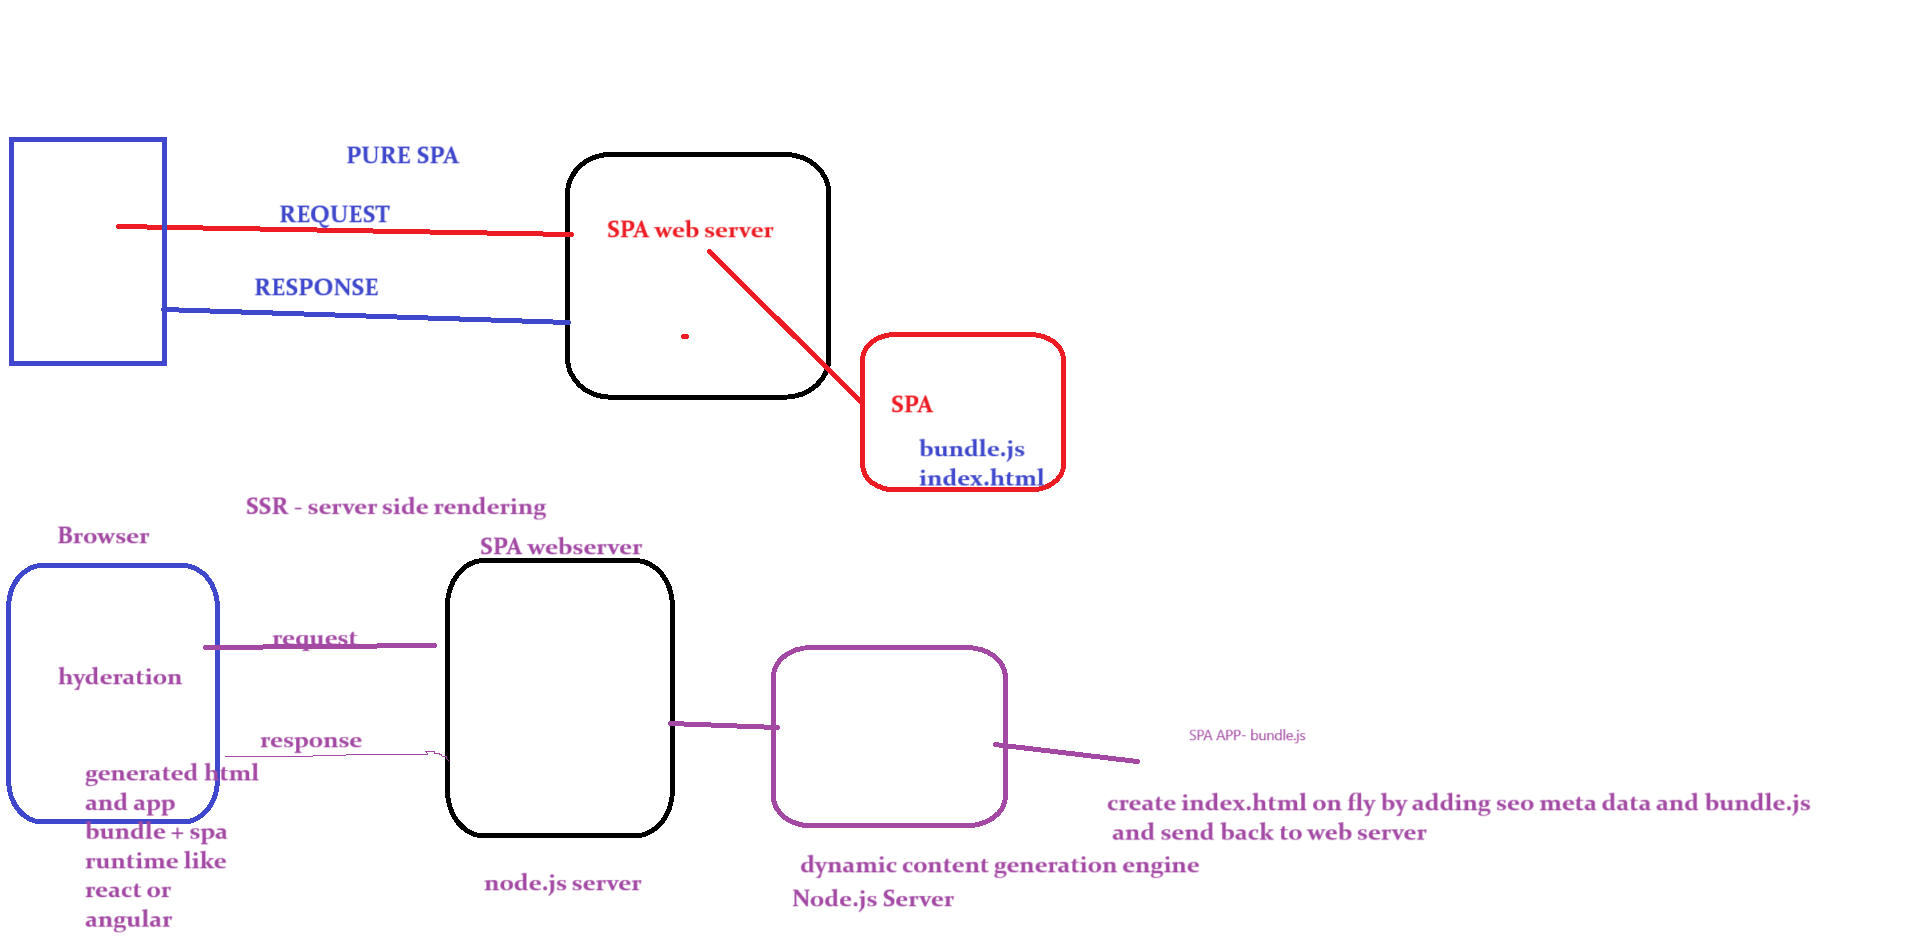 PURE SPA
REQUEST
SPA web server
RESPONSE
SPA
bundle.js
index.html
SSR - server side rendering
Browser
SPA webserver
request
hyderation
response
generated html
and app
bundle + spa
runtime like
react or
angular
node.js server
SPA APP- bundle.js
create index.html on fly by adding seo meta data and bundle.js
and send back to web server
dynamic content generation engine
Node.js Server